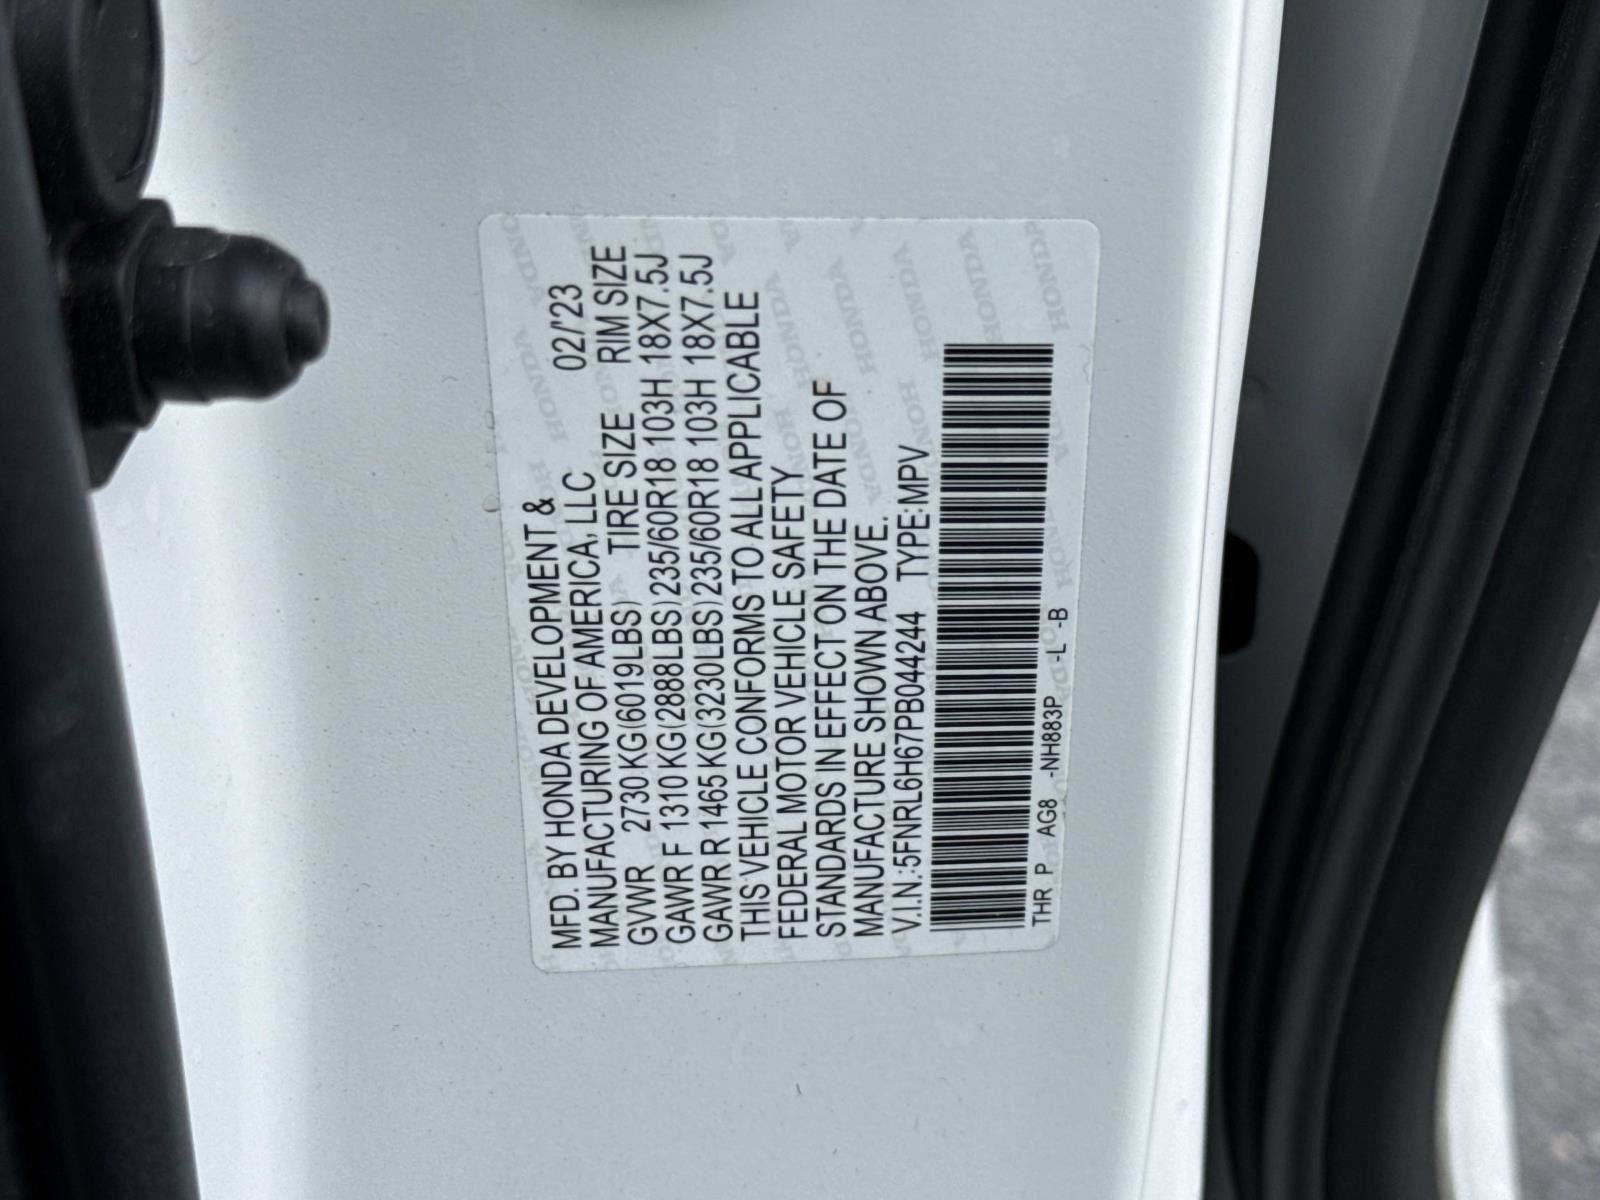 MFD. BY HONDA DEVELOPMENT & 02/'23
MANUFACTURING OF AMERICA, LLC
GVWR 2730 KG(6019LBS) TIRE SIZE RIM SIZE
GAWR F 1310 KG(2888LBS) 235/60R18 103H 18X7.5J
GAWR R 1465 KG(3230LBS) 235/60R18 103H 18X7.5J
THIS VEHICLE CONFORMS TO ALL APPLICABLE
FEDERAL MOTOR VEHICLE SAFETY
STANDARDS IN EFFECT ON THE DATE OF
MANUFACTURE SHOWN ABOVE.
V.I.N.:5FNRL6H67PB044244 TYPE:MPV
THR P AG8 -NH883P -L -B